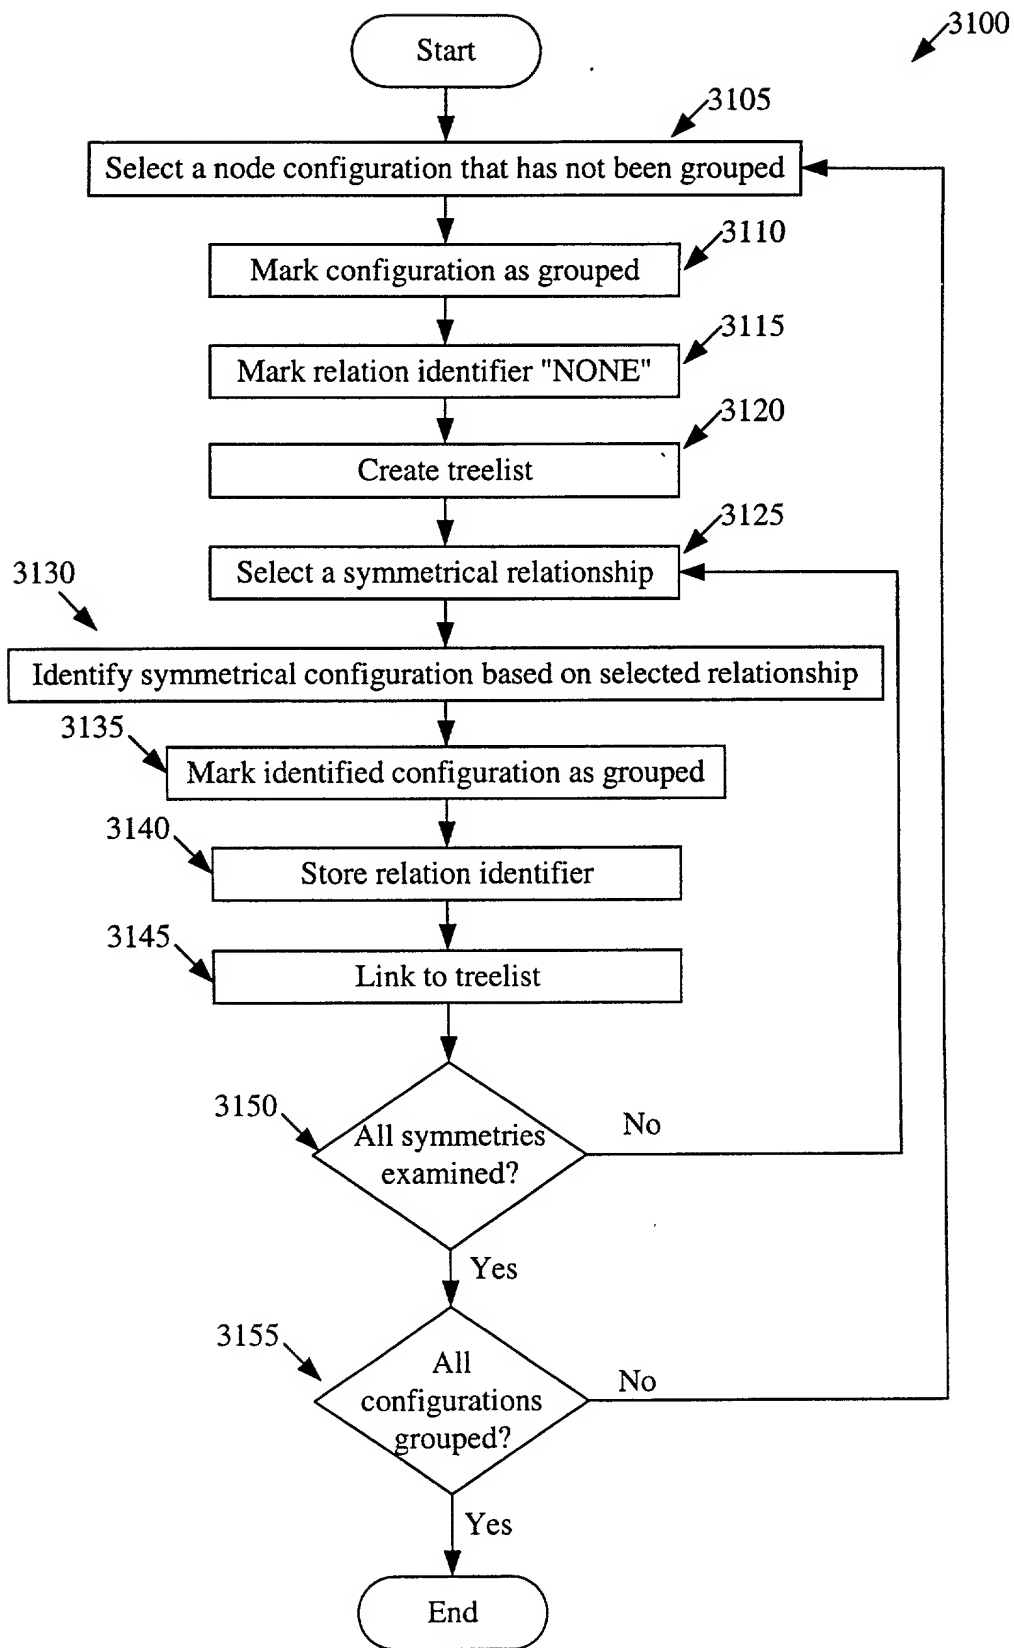 3100
Start
3105
Select a node configuration that has not been grouped
3110
Mark configuration as grouped
3115
Mark relation identifier "NONE"
3120
Create treelist
3125
Select a symmetrical relationship
3130
Identify symmetrical configuration based on selected relationship
3135
Mark identified configuration as grouped
3140
Store relation identifier
3145
Link to treelist
3150
All symmetries
examined?
No
Yes
3155
All
configurations
grouped?
No
Yes
End